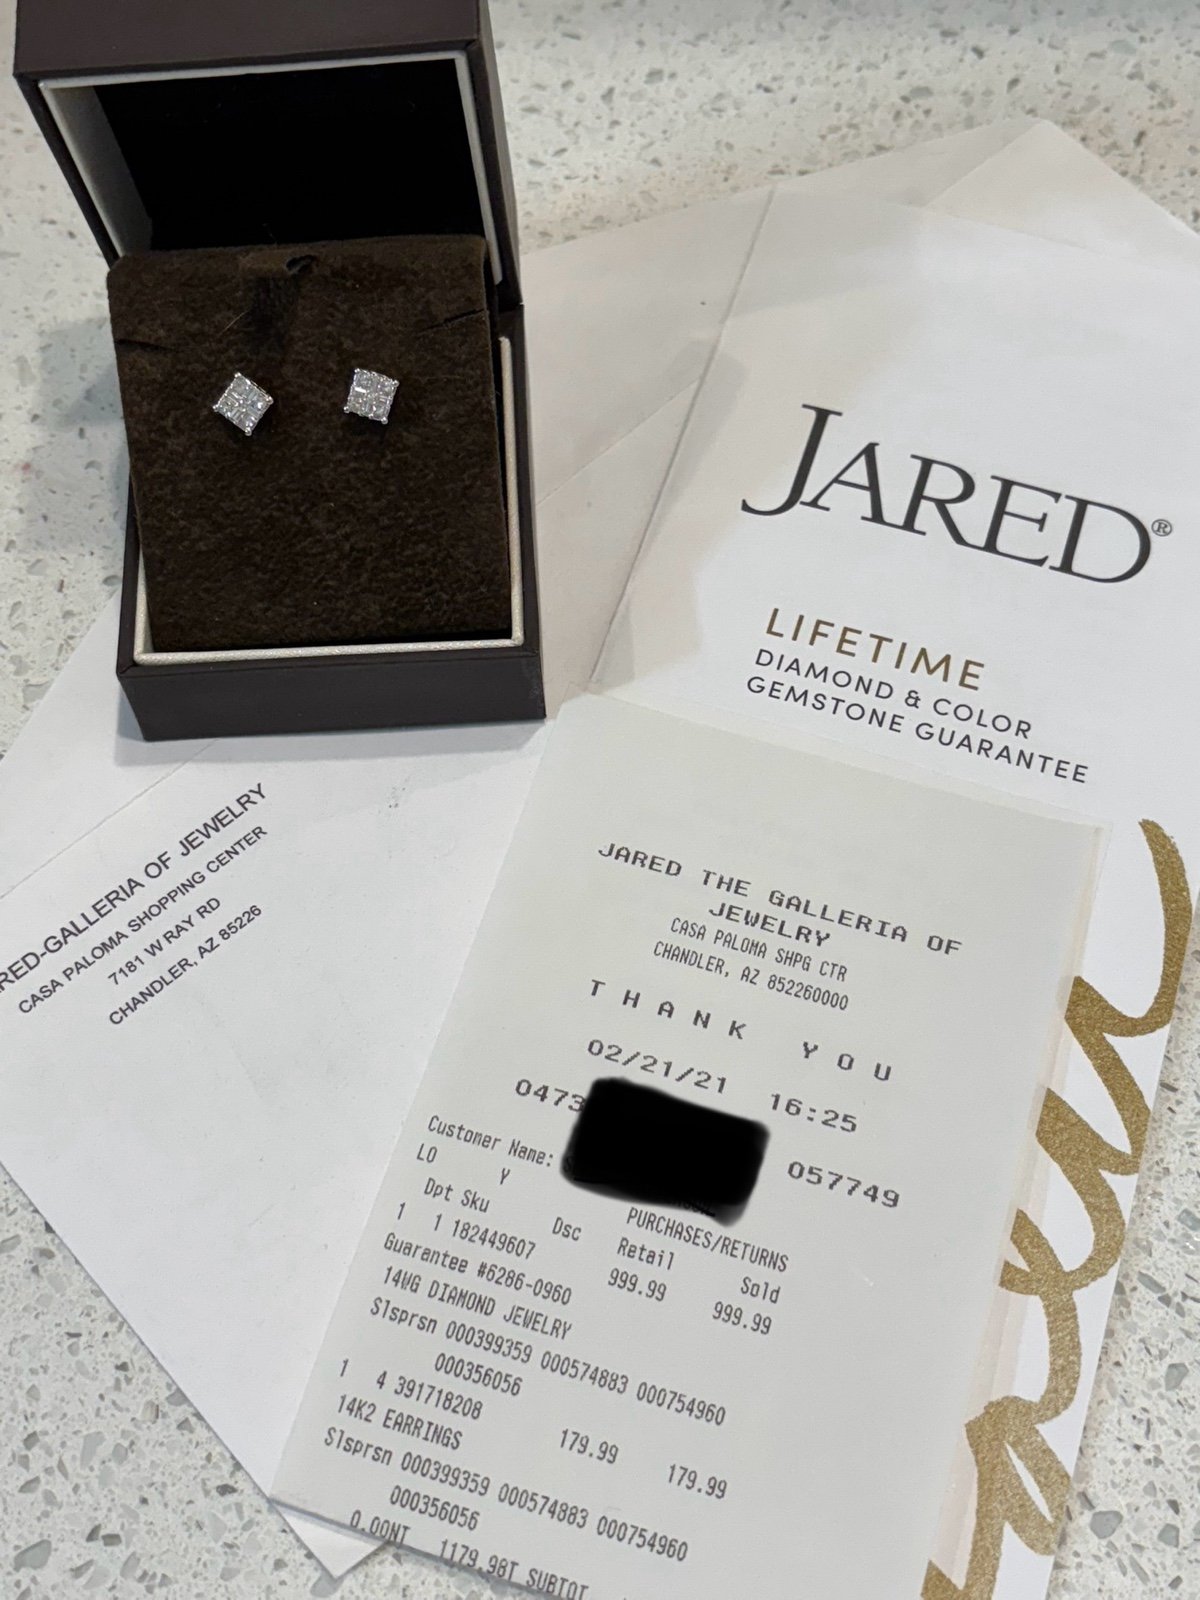 JARED®
LIFETIME
DIAMOND & COLOR
GEMSTONE GUARANTEE
RED-GALLERIA OF JEWELRY
CASA PALOMA SHOPPING CENTER
7181 W RAY RD
CHANDLER, AZ 85226
JARED THE GALLERIA OF
JEWELRY
CASA PALOMA SHPG CTR
CHANDLER, AZ 852260000
THANK YOU
02/21/21 16:25
0473 057749
Customer Name:
LO Y PURCHASES/RETURNS
Dpt Sku Dsc Retail Sold
1 1 182449607 999.99 999.99
Guarantee #6286-0960
14WG DIAMOND JEWELRY
Slsprsn 000399359 000574883 000754960
000356056
1 4 391718208 179.99 179.99
14K2 EARRINGS
Slsprsn 000399359 000574883 000754960
000356056
0.00NT 1179.98T SUBTOT